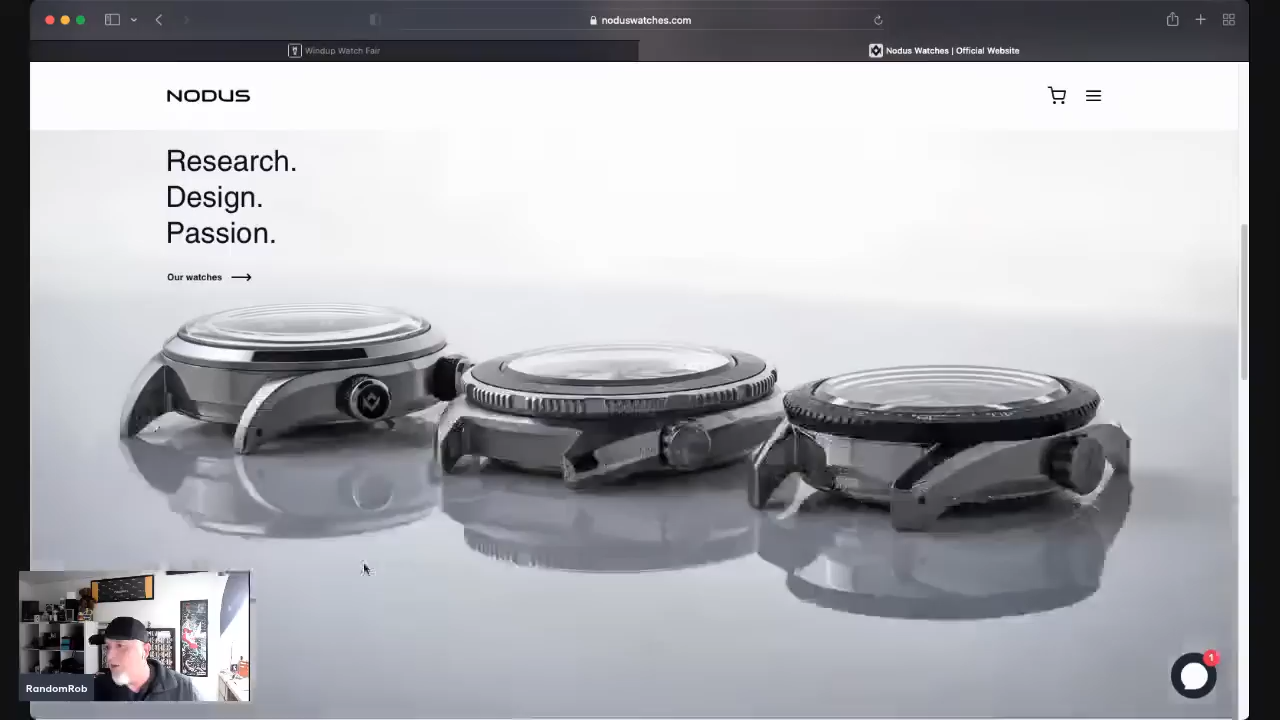 noduswatches.com
Windup Watch Fair
Nodus Watches | Official Website
NODUS
Research.
Design.
Passion.
Our watches
1
RandomRob